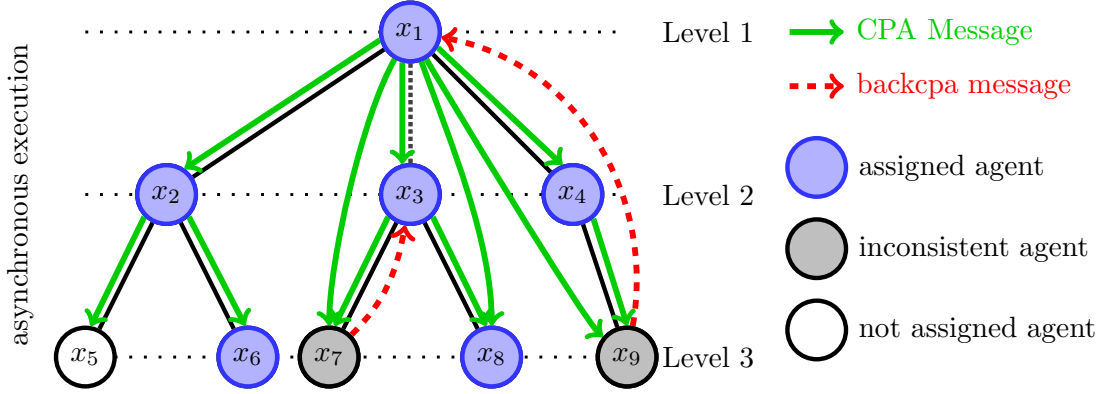 asynchronous execution
x1
Level 1
x2
x3
x4
Level 2
x5
x6
x7
x8
x9
Level 3
CPA Message
backcpa message
assigned agent
inconsistent agent
not assigned agent